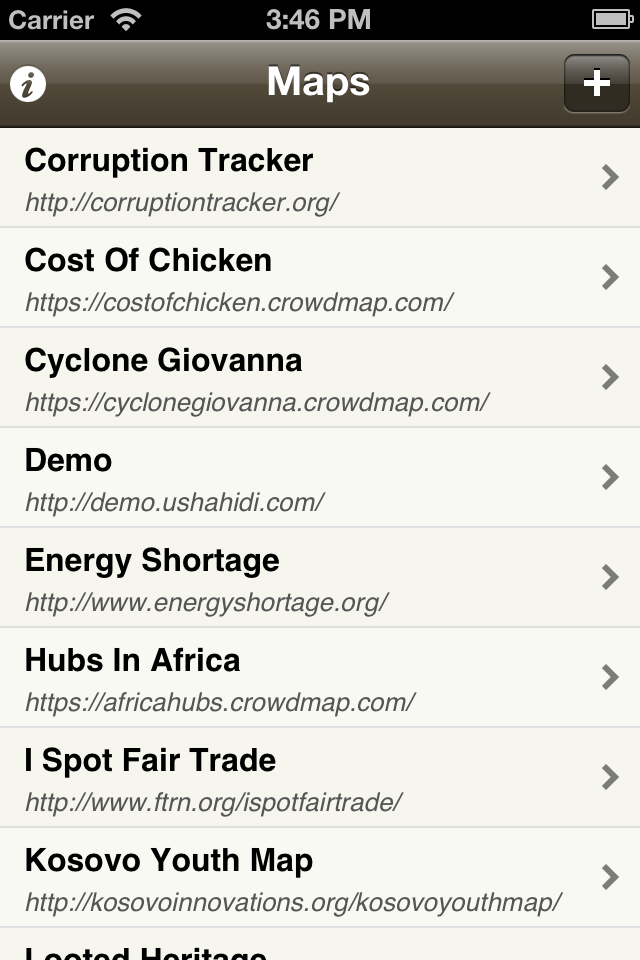 Carrier 3:46 PM
i Maps +
Corruption Tracker
http://corruptiontracker.org/
Cost Of Chicken
https://costofchicken.crowdmap.com/
Cyclone Giovanna
https://cyclonegiovanna.crowdmap.com/
Demo
http://demo.ushahidi.com/
Energy Shortage
http://www.energyshortage.org/
Hubs In Africa
https://africahubs.crowdmap.com/
I Spot Fair Trade
http://www.ftrn.org/ispotfairtrade/
Kosovo Youth Map
http://kosovoinnovations.org/kosovoyouthmap/
Looted Heritage